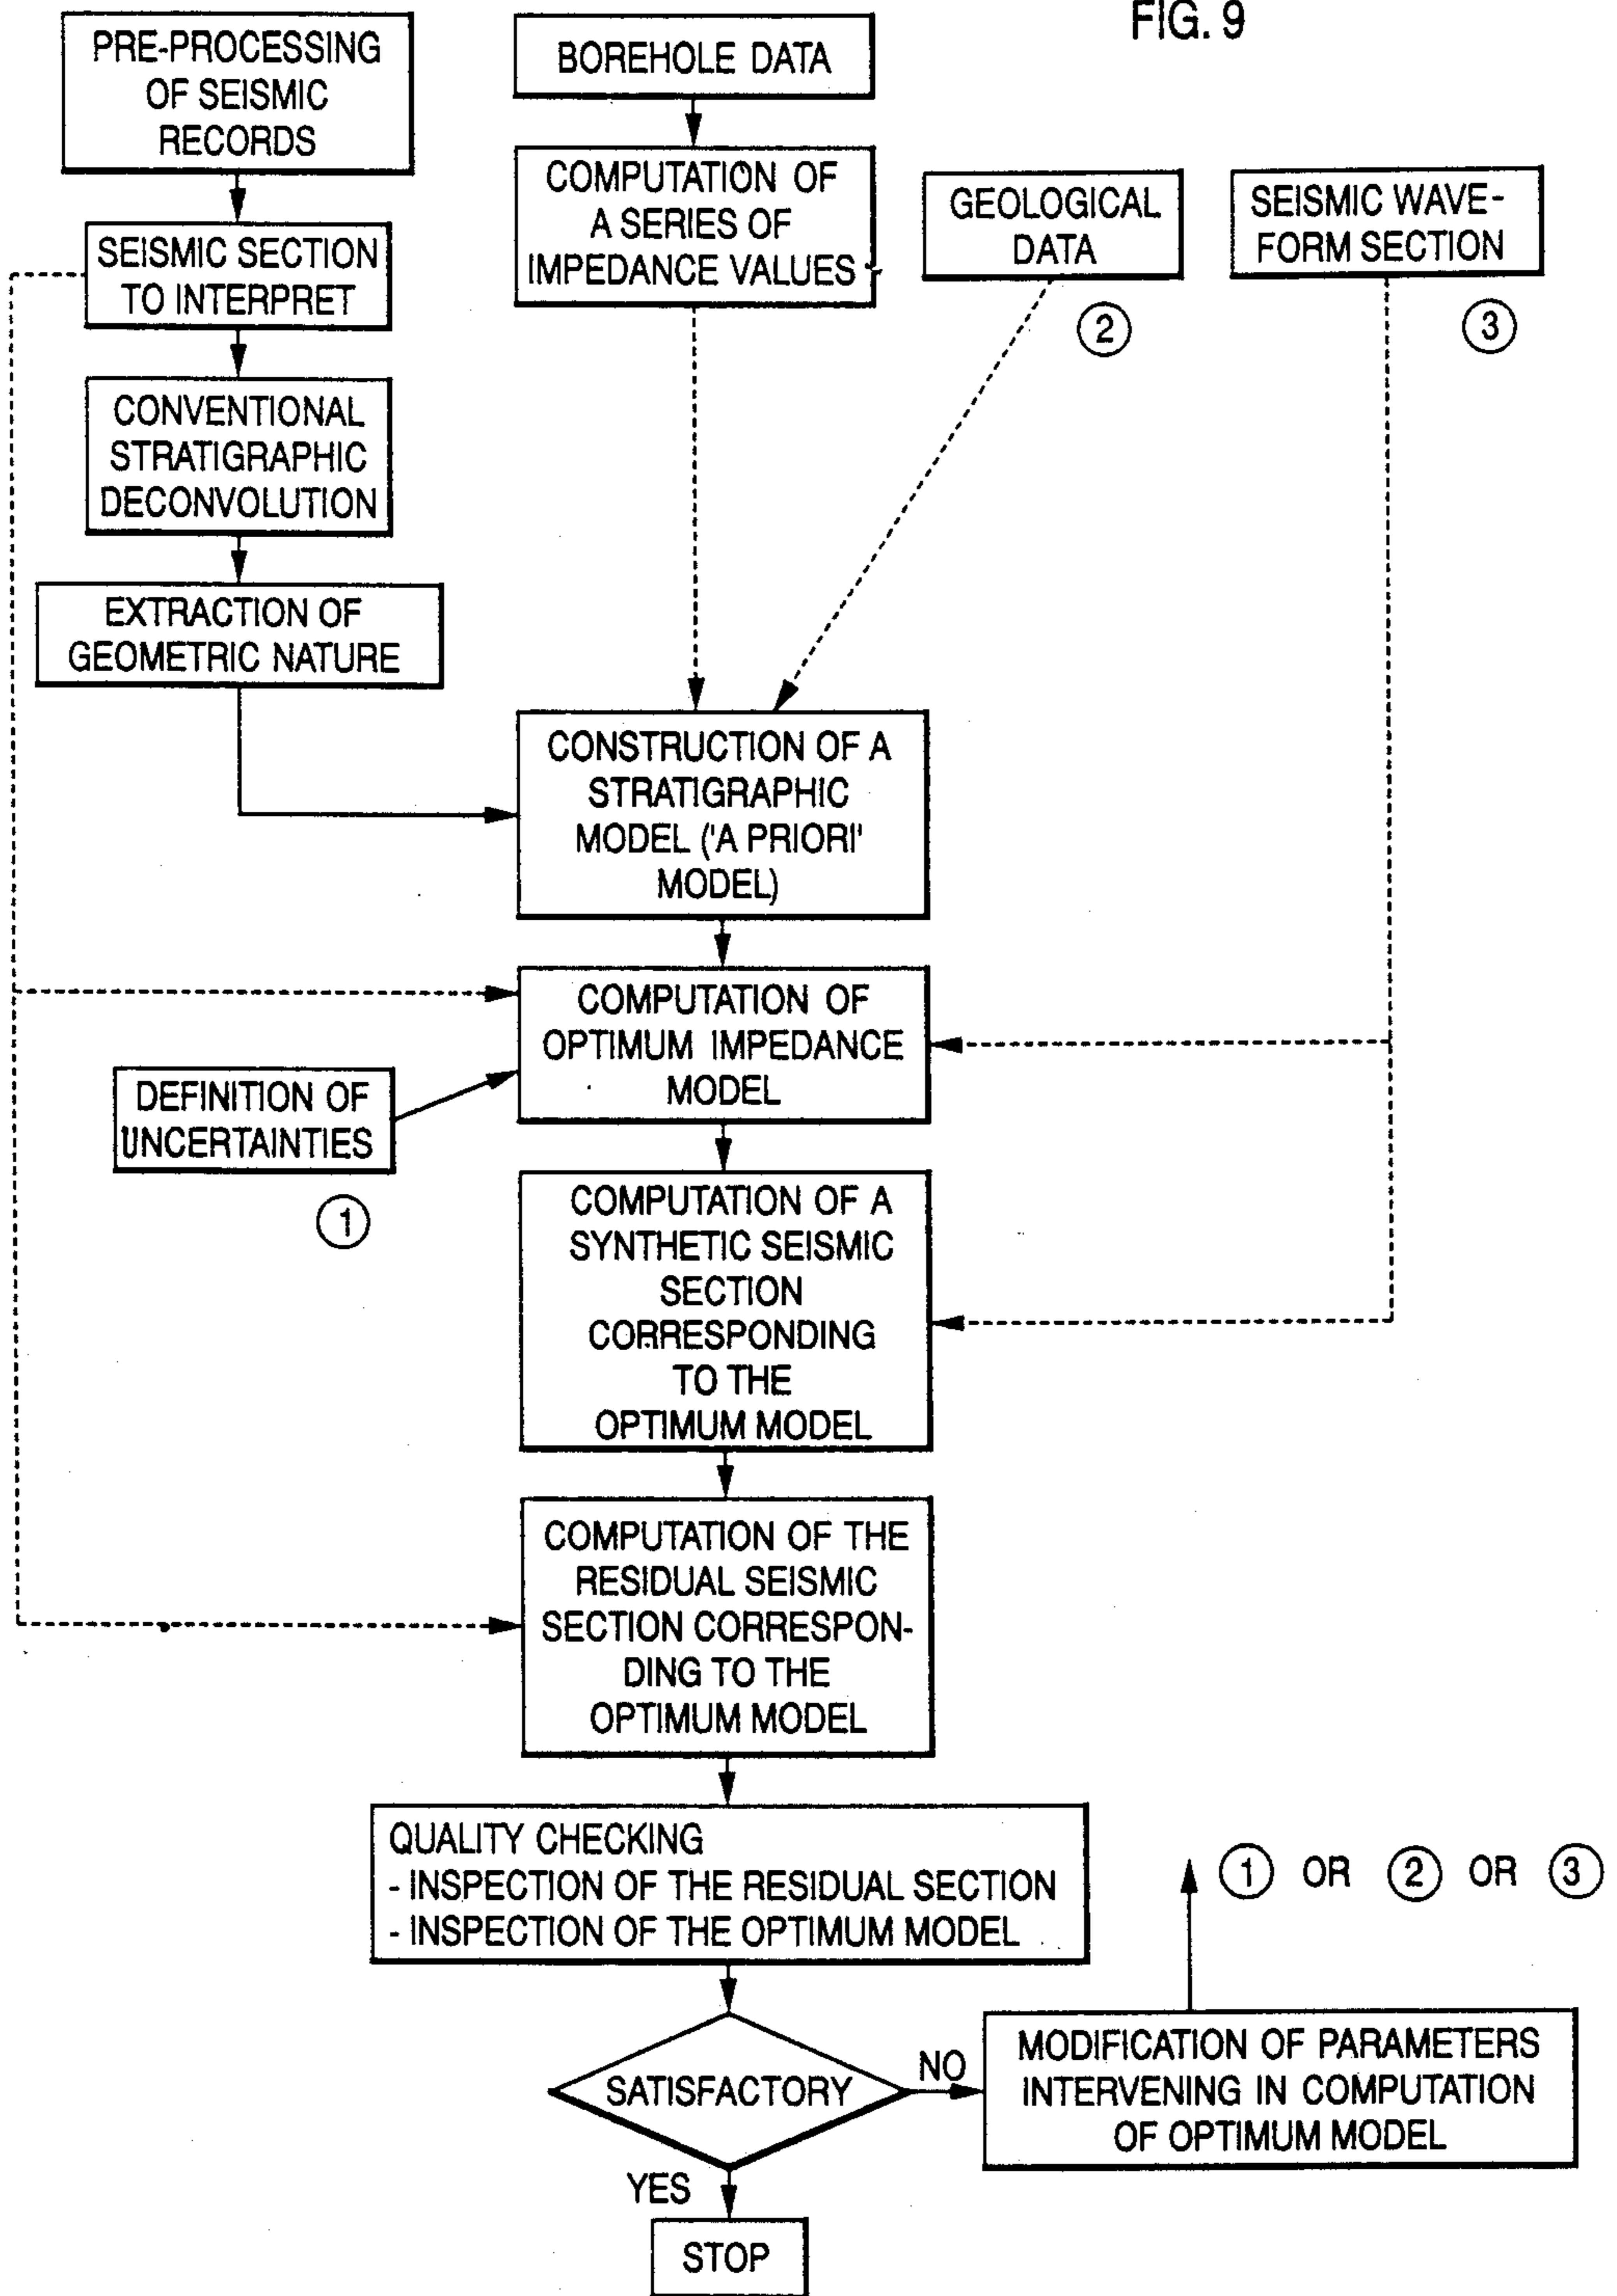 FIG. 9
PRE-PROCESSING
OF SEISMIC
RECORDS
BOREHOLE DATA
COMPUTATION OF
A SERIES OF
IMPEDANCE VALUES
GEOLOGICAL
DATA
2
SEISMIC WAVE-
FORM SECTION
3
SEISMIC SECTION
TO INTERPRET
CONVENTIONAL
STRATIGRAPHIC
DECONVOLUTION
EXTRACTION OF
GEOMETRIC NATURE
CONSTRUCTION OF A
STRATIGRAPHIC
MODEL ('A PRIORI'
MODEL)
COMPUTATION OF
OPTIMUM IMPEDANCE
MODEL
DEFINITION OF
UNCERTAINTIES
1
COMPUTATION OF A
SYNTHETIC SEISMIC
SECTION
CORRESPONDING
TO THE
OPTIMUM MODEL
COMPUTATION OF THE
RESIDUAL SEISMIC
SECTION CORRESPON-
DING TO THE
OPTIMUM MODEL
QUALITY CHECKING
- INSPECTION OF THE RESIDUAL SECTION
- INSPECTION OF THE OPTIMUM MODEL
1 OR 2 OR 3
SATISFACTORY
NO
MODIFICATION OF PARAMETERS
INTERVENING IN COMPUTATION
OF OPTIMUM MODEL
YES
STOP